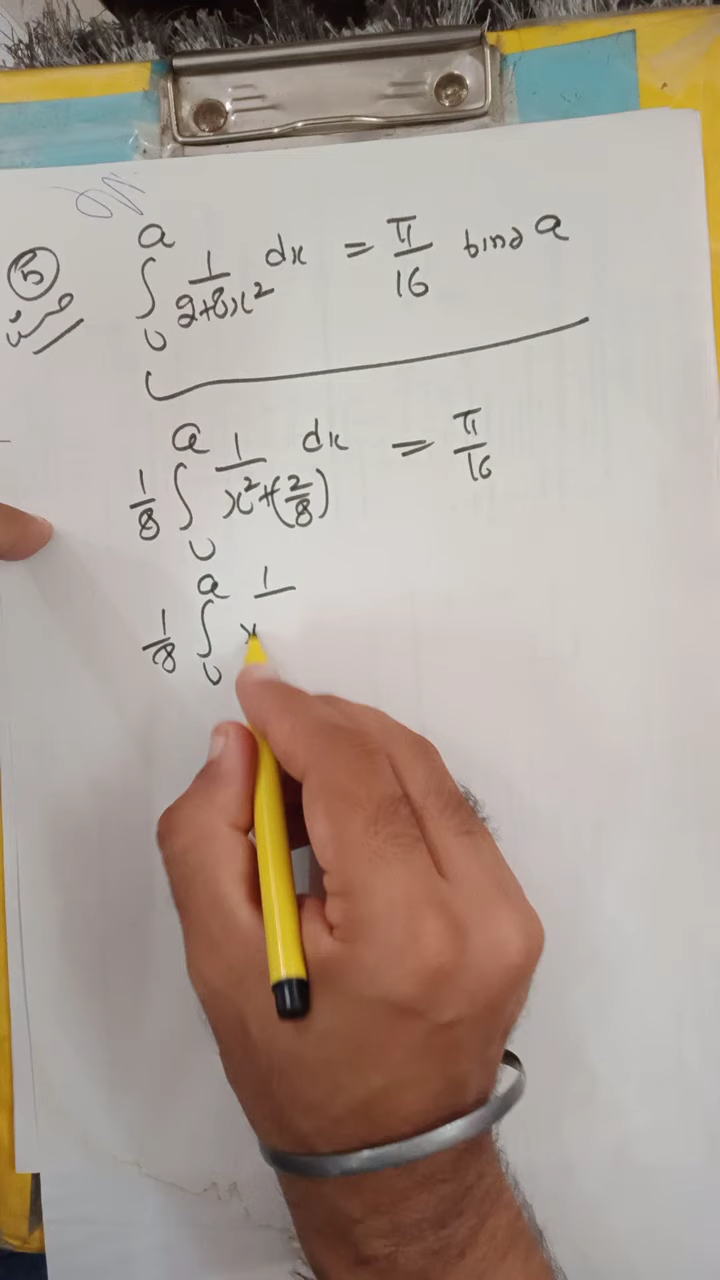 5 ∫₀ᵃ 1/(2+8x²) dx = π/16 find a
1/8 ∫₀ᵃ 1/(x²+(2/8)) dx = π/16
1/8 ∫₀ᵃ 1/x